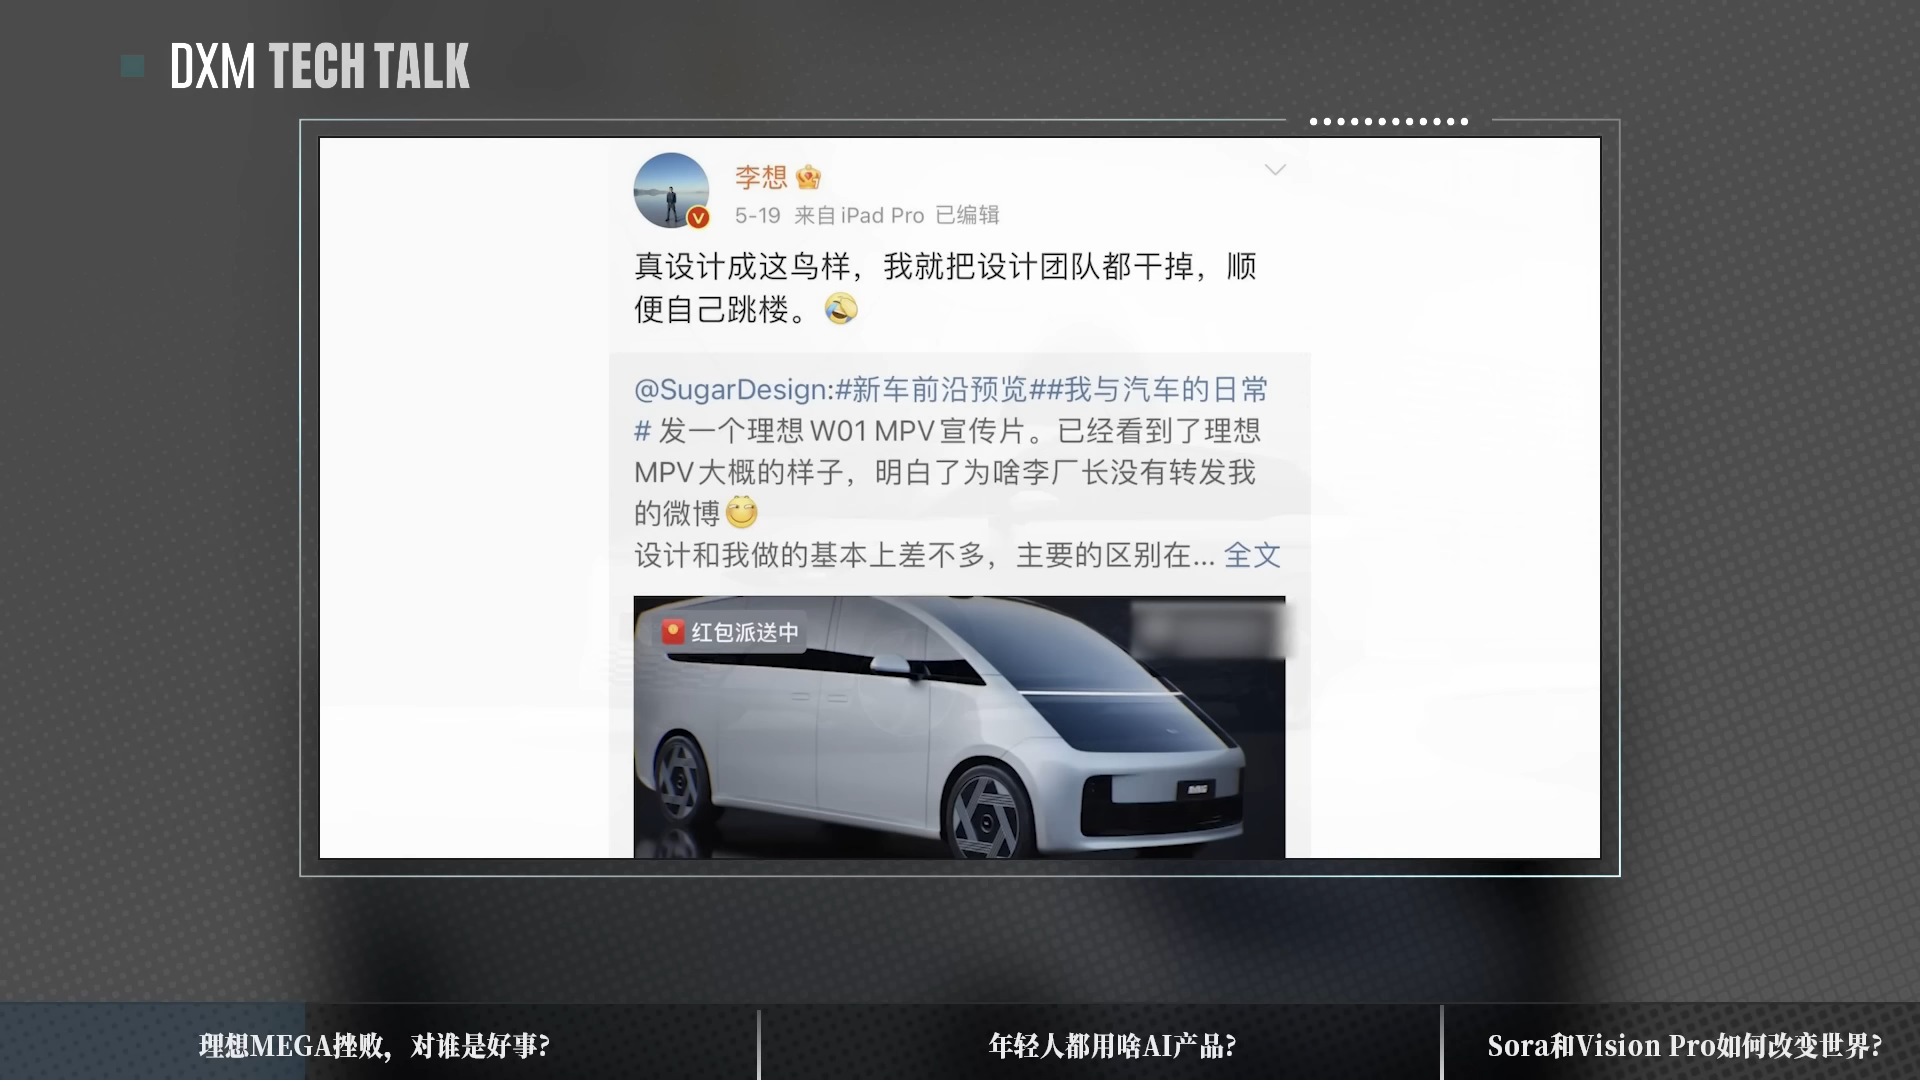 DXM TECH TALK
李想
5-19 来自 iPad Pro 已编辑
真设计成这鸟样，我就把设计团队都干掉，顺
便自己跳楼。
@SugarDesign:#新车前沿预览##我与汽车的日常
# 发一个理想 W01 MPV 宣传片。已经看到了理想
MPV 大概的样子，明白了为啥李厂长没有转发我
的微博
设计和我做的基本上差不多，主要的区别在... 全文
红包派送中
理想MEGA挫败，对谁是好事?
年轻人都用啥AI产品?
Sora和Vision Pro如何改变世界?